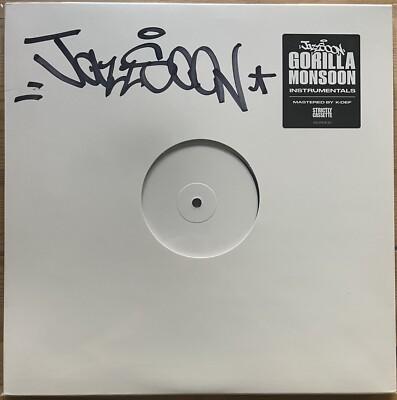 JazzSoon
JazzSoon
GORILLA
MONSOON
INSTRUMENTALS
MASTERED BY K-DEF
STRICTLY
CASSETTE